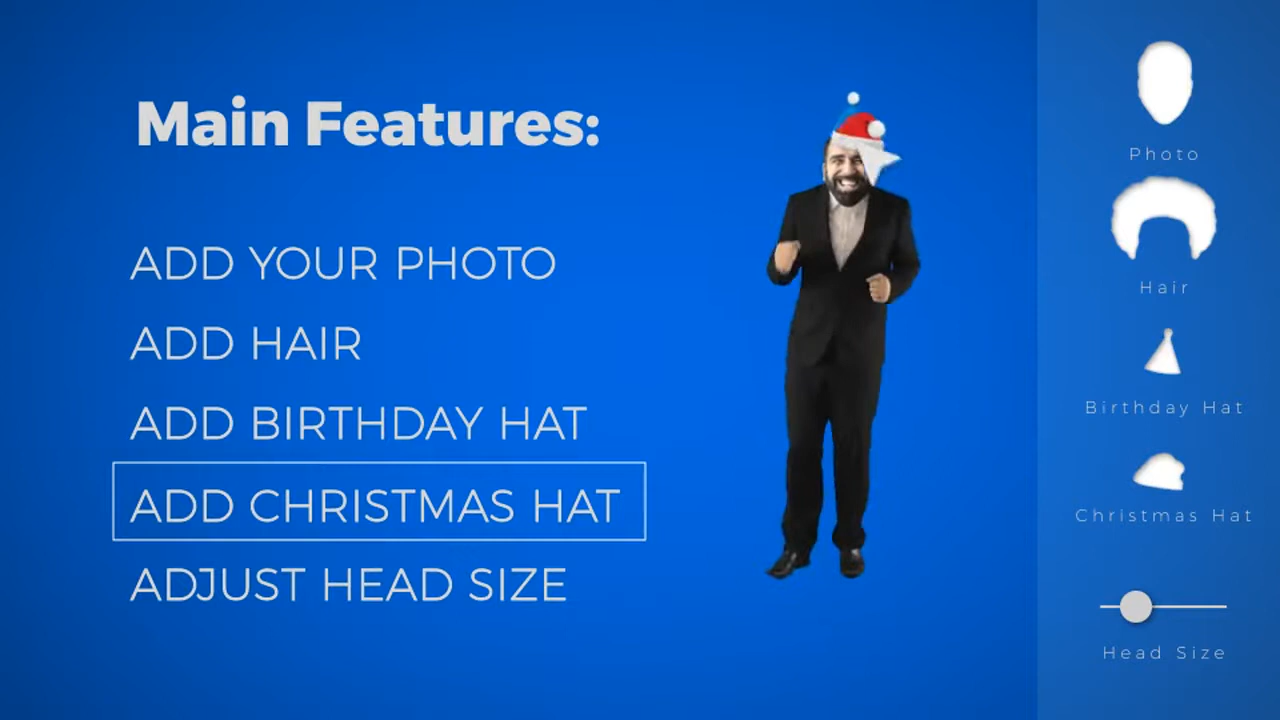 Main Features:
ADD YOUR PHOTO
ADD HAIR
ADD BIRTHDAY HAT
ADD CHRISTMAS HAT
ADJUST HEAD SIZE
Photo
Hair
Birthday Hat
Christmas Hat
Head Size